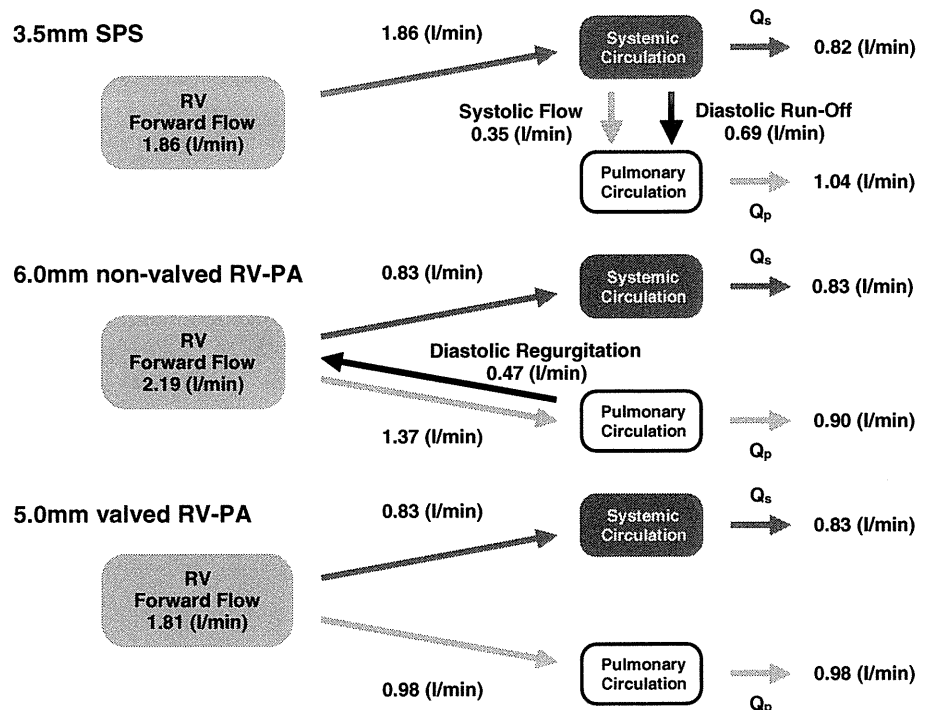 3.5mm SPS
1.86 (l/min)
Systemic
Circulation
Qs
0.82 (l/min)
RV
Forward Flow
1.86 (l/min)
Systolic Flow
0.35 (l/min)
Diastolic Run-Off
0.69 (l/min)
Pulmonary
Circulation
1.04 (l/min)
Qp
6.0mm non-valved RV-PA
0.83 (l/min)
Systemic
Circulation
Qs
0.83 (l/min)
RV
Forward Flow
2.19 (l/min)
Diastolic Regurgitation
0.47 (l/min)
1.37 (l/min)
Pulmonary
Circulation
0.90 (l/min)
Qp
5.0mm valved RV-PA
0.83 (l/min)
Systemic
Circulation
Qs
0.83 (l/min)
RV
Forward Flow
1.81 (l/min)
0.98 (l/min)
Pulmonary
Circulation
0.98 (l/min)
Qp